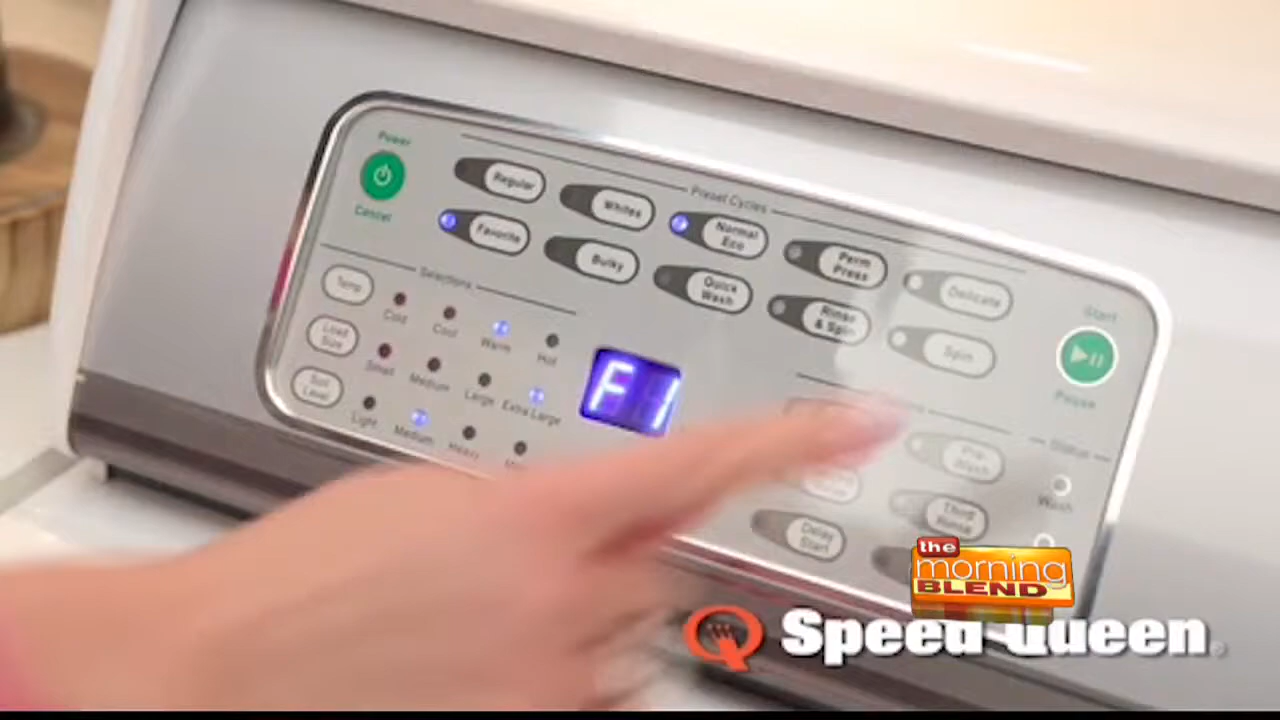 Power
Cancel
Preset Cycles
Regular
Whites
Normal Eco
Perm Press
Delicate
Favorite
Bulky
Quick Wash
Rinse & Spin
Spin
Start
Pause
Selections
Temp
Cold
Cool
Warm
Hot
Load Size
Small
Medium
Large
Extra Large
Soil Level
Light
Medium
Heavy
F1
Pre Wash
Third Rinse
Delay Start
Status
Wash
the
morning
BLEND
Speed Queen